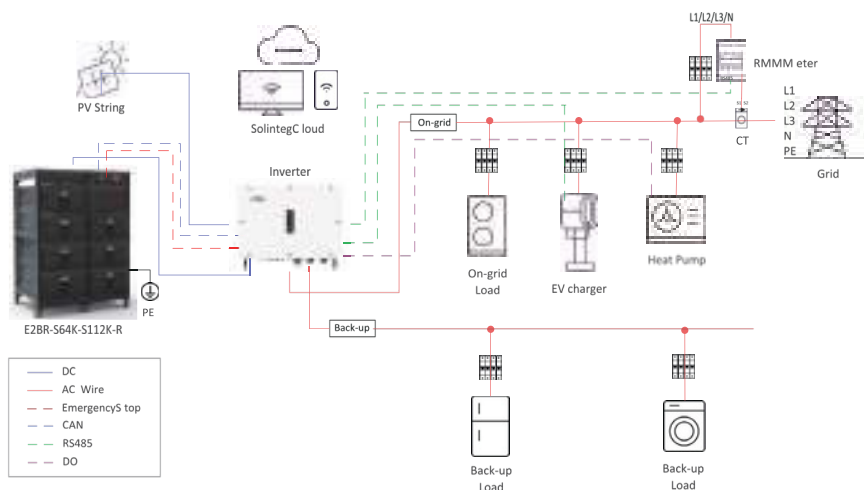 L1/L2/L3/N
RMMM eter
PV String
SolintegC loud
On-grid
L1
L2
L3
N
PE
CT
Grid
Inverter
On-grid
Load
EV charger
Heat Pump
PE
E2BR-S64K-S112K-R
Back-up
DC
AC Wire
EmergencyS top
CAN
RS485
DO
Back-up
Load
Back-up
Load